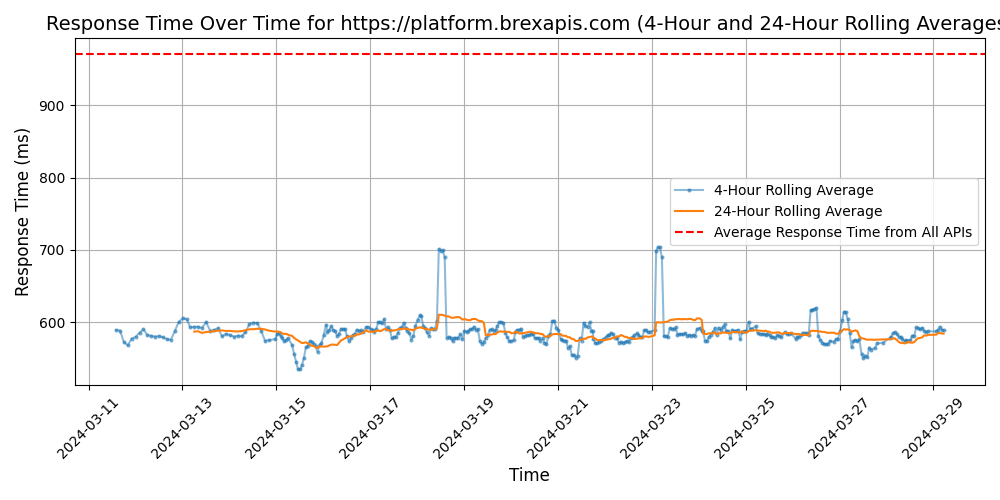 Response Time Over Time for https://platform.brexapis.com (4-Hour and 24-Hour Rolling Averages
Response Time (ms)
900
800
700
600
4-Hour Rolling Average
24-Hour Rolling Average
Average Response Time from All APIs
2024-03-11
2024-03-13
2024-03-15
2024-03-17
2024-03-19
2024-03-21
2024-03-23
2024-03-25
2024-03-27
2024-03-29
Time